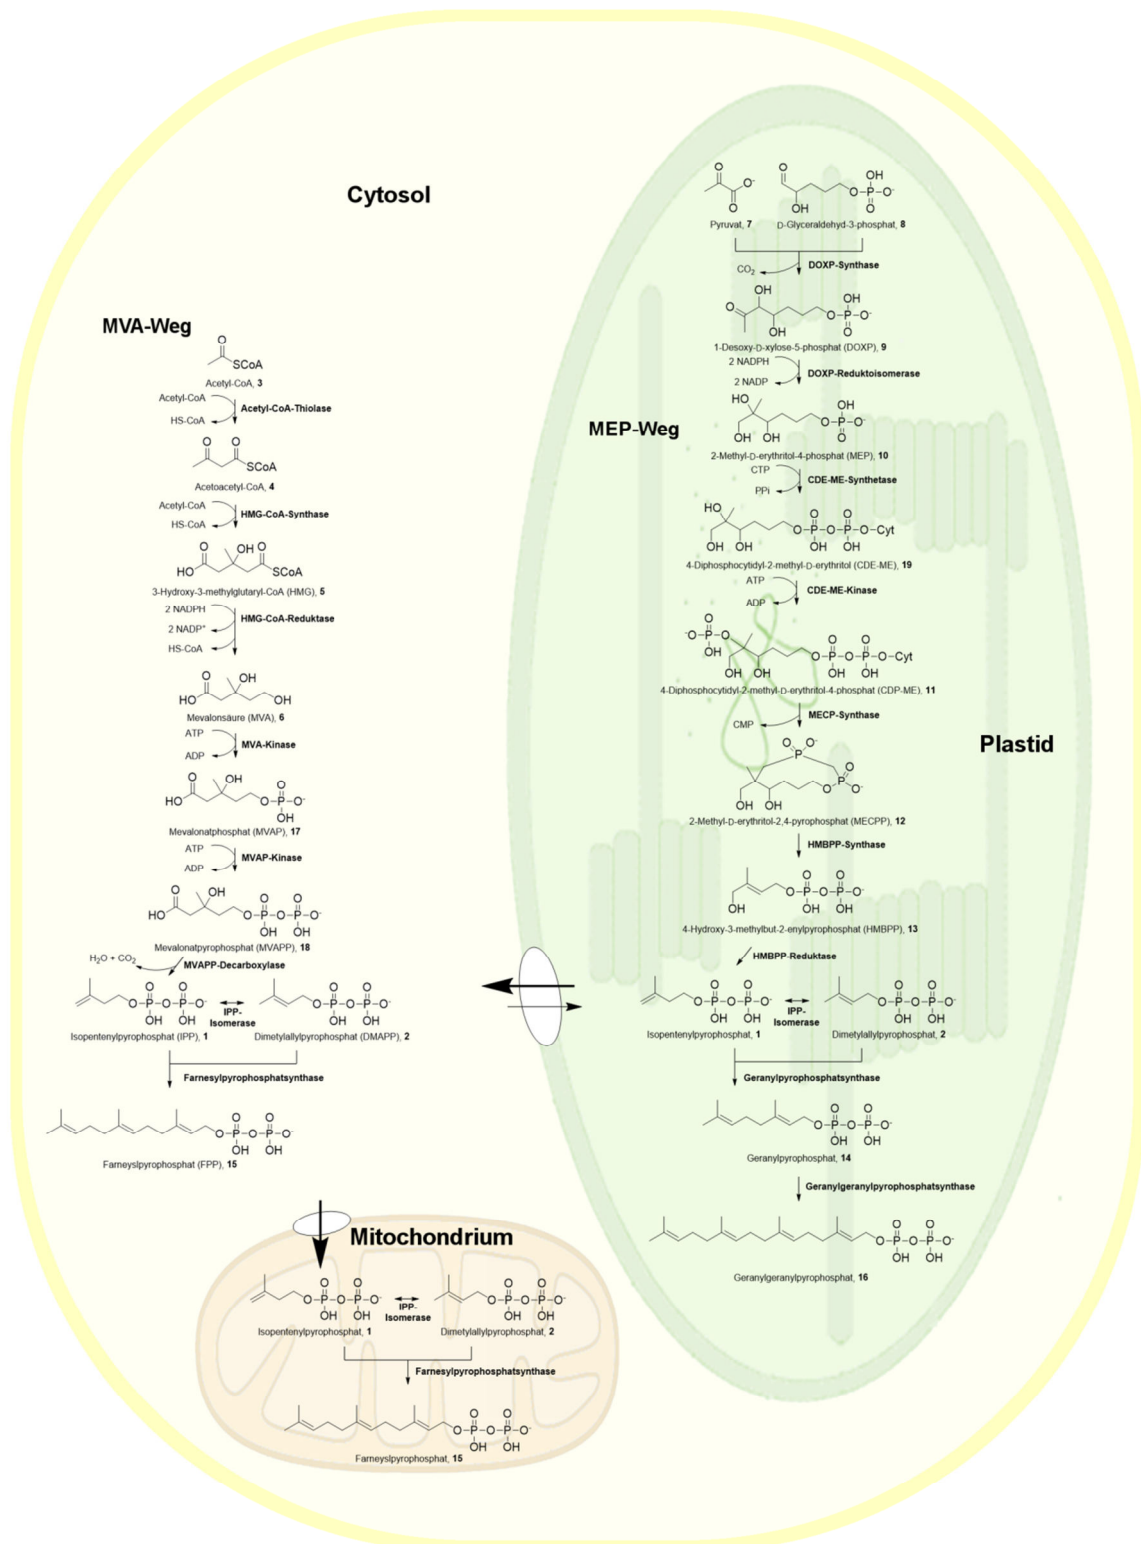 Cytosol
MVA-Weg
SCoA
Acetyl-CoA, 3
Acetyl-CoA
HS-CoA
Acetyl-CoA-Thiolase
SCoA
Acetoacetyl-CoA, 4
Acetyl-CoA
HS-CoA
HMG-CoA-Synthase
SCoA
3-Hydroxy-3-methylglutaryl-CoA (HMG), 5
2 NADPH
2 NADP⁺
HS-CoA
HMG-CoA-Reduktase
Mevalonsäure (MVA), 6
ATP
ADP
MVA-Kinase
Mevalonatphosphat (MVAP), 17
ATP
ADP
MVAP-Kinase
Mevalonatpyrophosphat (MVAPP), 18
H₂O + CO₂
MVAPP-Decarboxylase
IPP-
Isomerase
Isopentenylpyrophosphat (IPP), 1
Dimetylallylpyrophosphat (DMAPP), 2
Farnesylpyrophosphatsynthase
Farneyslpyrophosphat (FPP), 15
MEP-Weg
Plastid
Pyruvat, 7
D-Glyceraldehyd-3-phosphat, 8
CO₂
DOXP-Synthase
1-Desoxy-D-xylose-5-phosphat (DOXP), 9
2 NADPH
2 NADP
DOXP-Reduktoisomerase
2-Methyl-D-erythritol-4-phosphat (MEP), 10
CTP
PPi
CDE-ME-Synthetase
O-Cyt
4-Diphosphocytidyl-2-methyl-D-erythritol (CDE-ME), 19
ATP
ADP
CDE-ME-Kinase
O-Cyt
4-Diphosphocytidyl-2-methyl-D-erythritol-4-phosphat (CDP-ME), 11
CMP
MECP-Synthase
2-Methyl-D-erythritol-2,4-pyrophosphat (MECPP), 12
HMBPP-Synthase
4-Hydroxy-3-methylbut-2-enylpyrophosphat (HMBPP), 13
HMBPP-Reduktase
IPP-
Isomerase
Isopentenylpyrophosphat, 1
Dimetylallylpyrophosphat, 2
Geranylpyrophosphatsynthase
Geranylpyrophosphat, 14
Geranylgeranylpyrophosphatsynthase
Geranylgeranylpyrophosphat, 16
Mitochondrium
IPP-
Isomerase
Isopentenylpyrophosphat, 1
Dimetylallylpyrophosphat, 2
Farnesylpyrophosphatsynthase
Farneyslpyrophosphat, 15